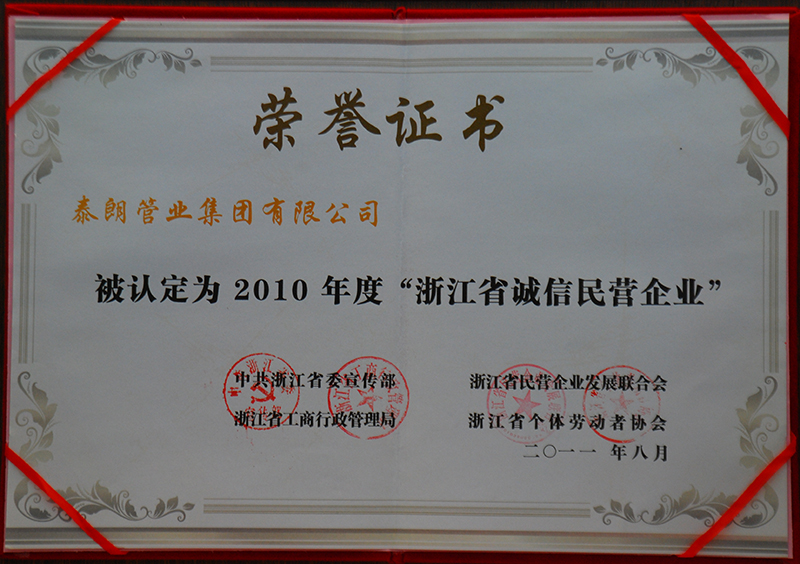 荣誉证书
泰朗管业集团有限公司
被认定为 2010 年度“浙江省诚信民营企业”
中共浙江省委宣传部
浙江省工商行政管理局
浙江省民营企业发展联合会
浙江省个体劳动者协会
二〇一一 年八月